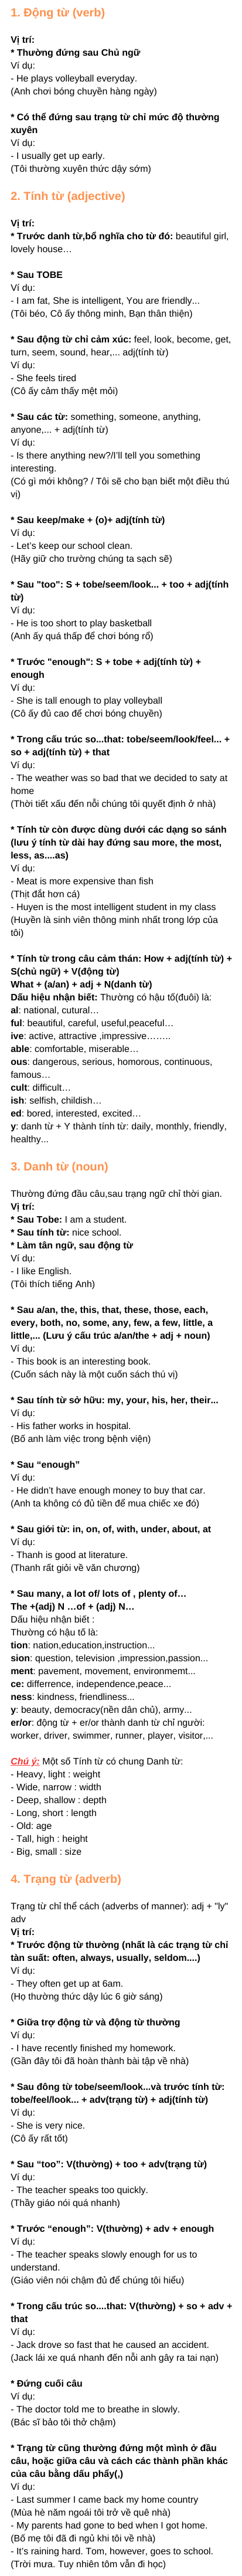 1. Động từ (verb)
Vị trí:
* Thường đứng sau Chủ ngữ
Ví dụ:
- He plays volleyball everyday.
(Anh chơi bóng chuyền hàng ngày)
* Có thể đứng sau trạng từ chỉ mức độ thường
xuyên
Ví dụ:
- I usually get up early.
(Tôi thường xuyên thức dậy sớm)
2. Tính từ (adjective)
Vị trí:
* Trước danh từ,bổ nghĩa cho từ đó: beautiful girl,
lovely house…
* Sau TOBE
Ví dụ:
- I am fat, She is intelligent, You are friendly...
(Tôi béo, Cô ấy thông minh, Bạn thân thiện)
* Sau động từ chỉ cảm xúc: feel, look, become, get,
turn, seem, sound, hear,... adj(tính từ)
Ví dụ:
- She feels tired
(Cô ấy cảm thấy mệt mỏi)
* Sau các từ: something, someone, anything,
anyone,... + adj(tính từ)
Ví dụ:
- Is there anything new?/I’ll tell you something
interesting.
(Có gì mới không? / Tôi sẽ cho bạn biết một điều thú
vị)
* Sau keep/make + (o)+ adj(tính từ)
Ví dụ:
- Let’s keep our school clean.
(Hãy giữ cho trường chúng ta sạch sẽ)
* Sau "too": S + tobe/seem/look... + too + adj(tính
từ)
Ví dụ:
- He is too short to play basketball
(Anh ấy quá thấp để chơi bóng rổ)
* Trước "enough": S + tobe + adj(tính từ) +
enough
Ví dụ:
- She is tall enough to play volleyball
(Cô ấy đủ cao để chơi bóng chuyền)
* Trong cấu trúc so...that: tobe/seem/look/feel... +
so + adj(tính từ) + that
Ví dụ:
- The weather was so bad that we decided to saty at
home
(Thời tiết xấu đến nỗi chúng tôi quyết định ở nhà)
* Tính từ còn được dùng dưới các dạng so sánh
(lưu ý tính từ dài hay đứng sau more, the most,
less, as....as)
Ví dụ:
- Meat is more expensive than fish
(Thịt đắt hơn cá)
- Huyen is the most intelligent student in my class
(Huyền là sinh viên thông minh nhất trong lớp của
tôi)
* Tính từ trong câu cảm thán: How + adj(tính từ) +
S(chủ ngữ) + V(động từ)
What + (a/an) + adj + N(danh từ)
Dấu hiệu nhận biết: Thường có hậu tố(đuôi) là:
al: national, cutural…
ful: beautiful, careful, useful,peaceful…
ive: active, attractive ,impressive……..
able: comfortable, miserable…
ous: dangerous, serious, homorous, continuous,
famous…
cult: difficult…
ish: selfish, childish…
ed: bored, interested, excited…
y: danh từ + Y thành tính từ: daily, monthly, friendly,
healthy...
3. Danh từ (noun)
Thường đứng đầu câu,sau trạng ngữ chỉ thời gian.
Vị trí:
* Sau Tobe: I am a student.
* Sau tính từ: nice school.
* Làm tân ngữ, sau động từ
Ví dụ:
- I like English.
(Tôi thích tiếng Anh)
* Sau a/an, the, this, that, these, those, each,
every, both, no, some, any, few, a few, little, a
little,... (Lưu ý cấu trúc a/an/the + adj + noun)
Ví dụ:
- This book is an interesting book.
(Cuốn sách này là một cuốn sách thú vị)
* Sau tính từ sở hữu: my, your, his, her, their...
Ví dụ:
- His father works in hospital.
(Bố anh làm việc trong bệnh viện)
* Sau “enough”
Ví dụ:
- He didn’t have enough money to buy that car.
(Anh ta không có đủ tiền để mua chiếc xe đó)
* Sau giới từ: in, on, of, with, under, about, at
Ví dụ:
- Thanh is good at literature.
(Thanh rất giỏi về văn chương)
* Sau many, a lot of/ lots of , plenty of…
The +(adj) N …of + (adj) N…
Dấu hiệu nhận biết :
Thường có hậu tố là:
tion: nation,education,instruction...
sion: question, television ,impression,passion...
ment: pavement, movement, environmemt...
ce: differrence, independence,peace...
ness: kindness, friendliness...
y: beauty, democracy(nền dân chủ), army...
er/or: động từ + er/or thành danh từ chỉ người:
worker, driver, swimmer, runner, player, visitor,...
Chú ý: Một số Tính từ có chung Danh từ:
- Heavy, light : weight
- Wide, narrow : width
- Deep, shallow : depth
- Long, short : length
- Old: age
- Tall, high : height
- Big, small : size
4. Trạng từ (adverb)
Trạng từ chỉ thể cách (adverbs of manner): adj + "ly"
adv
Vị trí:
* Trước động từ thường (nhất là các trạng từ chỉ
tàn suất: often, always, usually, seldom....)
Ví dụ:
- They often get up at 6am.
(Họ thường thức dậy lúc 6 giờ sáng)
* Giữa trợ động từ và động từ thường
Ví dụ:
- I have recently finished my homework.
(Gần đây tôi đã hoàn thành bài tập về nhà)
* Sau đông từ tobe/seem/look...và trước tính từ:
tobe/feel/look... + adv(trạng từ) + adj(tính từ)
Ví dụ:
- She is very nice.
(Cô ấy rất tốt)
* Sau “too”: V(thường) + too + adv(trạng từ)
Ví dụ:
- The teacher speaks too quickly.
(Thầy giáo nói quá nhanh)
* Trước “enough”: V(thường) + adv + enough
Ví dụ:
- The teacher speaks slowly enough for us to
understand.
(Giáo viên nói chậm đủ để chúng tôi hiểu)
* Trong cấu trúc so....that: V(thường) + so + adv +
that
Ví dụ:
- Jack drove so fast that he caused an accident.
(Jack lái xe quá nhanh đến nỗi anh gây ra tai nạn)
* Đứng cuối câu
Ví dụ:
- The doctor told me to breathe in slowly.
(Bác sĩ bảo tôi thở chậm)
* Trạng từ cũng thường đứng một mình ở đầu
câu, hoặc giữa câu và cách các thành phần khác
của câu bằng dấu phẩy(,)
Ví dụ:
- Last summer I came back my home country
(Mùa hè năm ngoái tôi trở về quê nhà)
- My parents had gone to bed when I got home.
(Bố mẹ tôi đã đi ngủ khi tôi về nhà)
- It’s raining hard. Tom, however, goes to school.
(Trời mưa. Tuy nhiên tôm vẫn đi học)